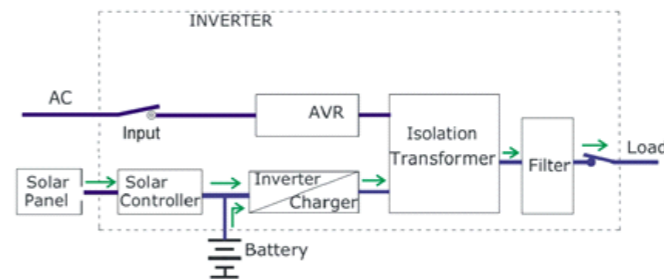 INVERTER
AC
Input
AVR
Isolation
Transformer
Filter
Load
Solar
Panel
Solar
Controller
Inverter
Charger
Battery